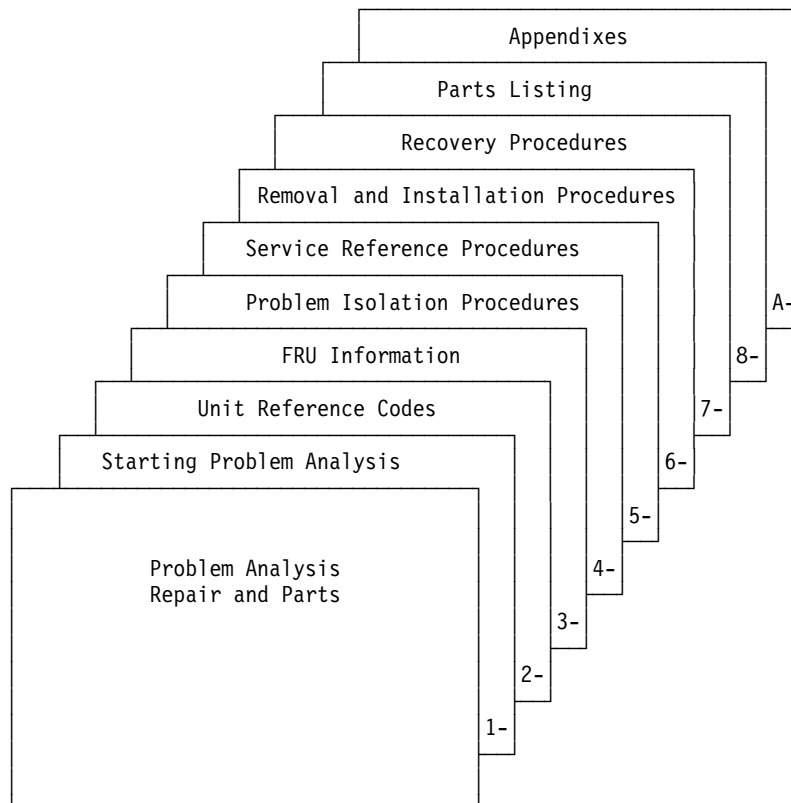 Appendixes
Parts Listing
Recovery Procedures
Removal and Installation Procedures
Service Reference Procedures
Problem Isolation Procedures
A-
FRU Information
8-
Unit Reference Codes
7-
Starting Problem Analysis
6-
5-
Problem Analysis
4-
Repair and Parts
3-
2-
1-